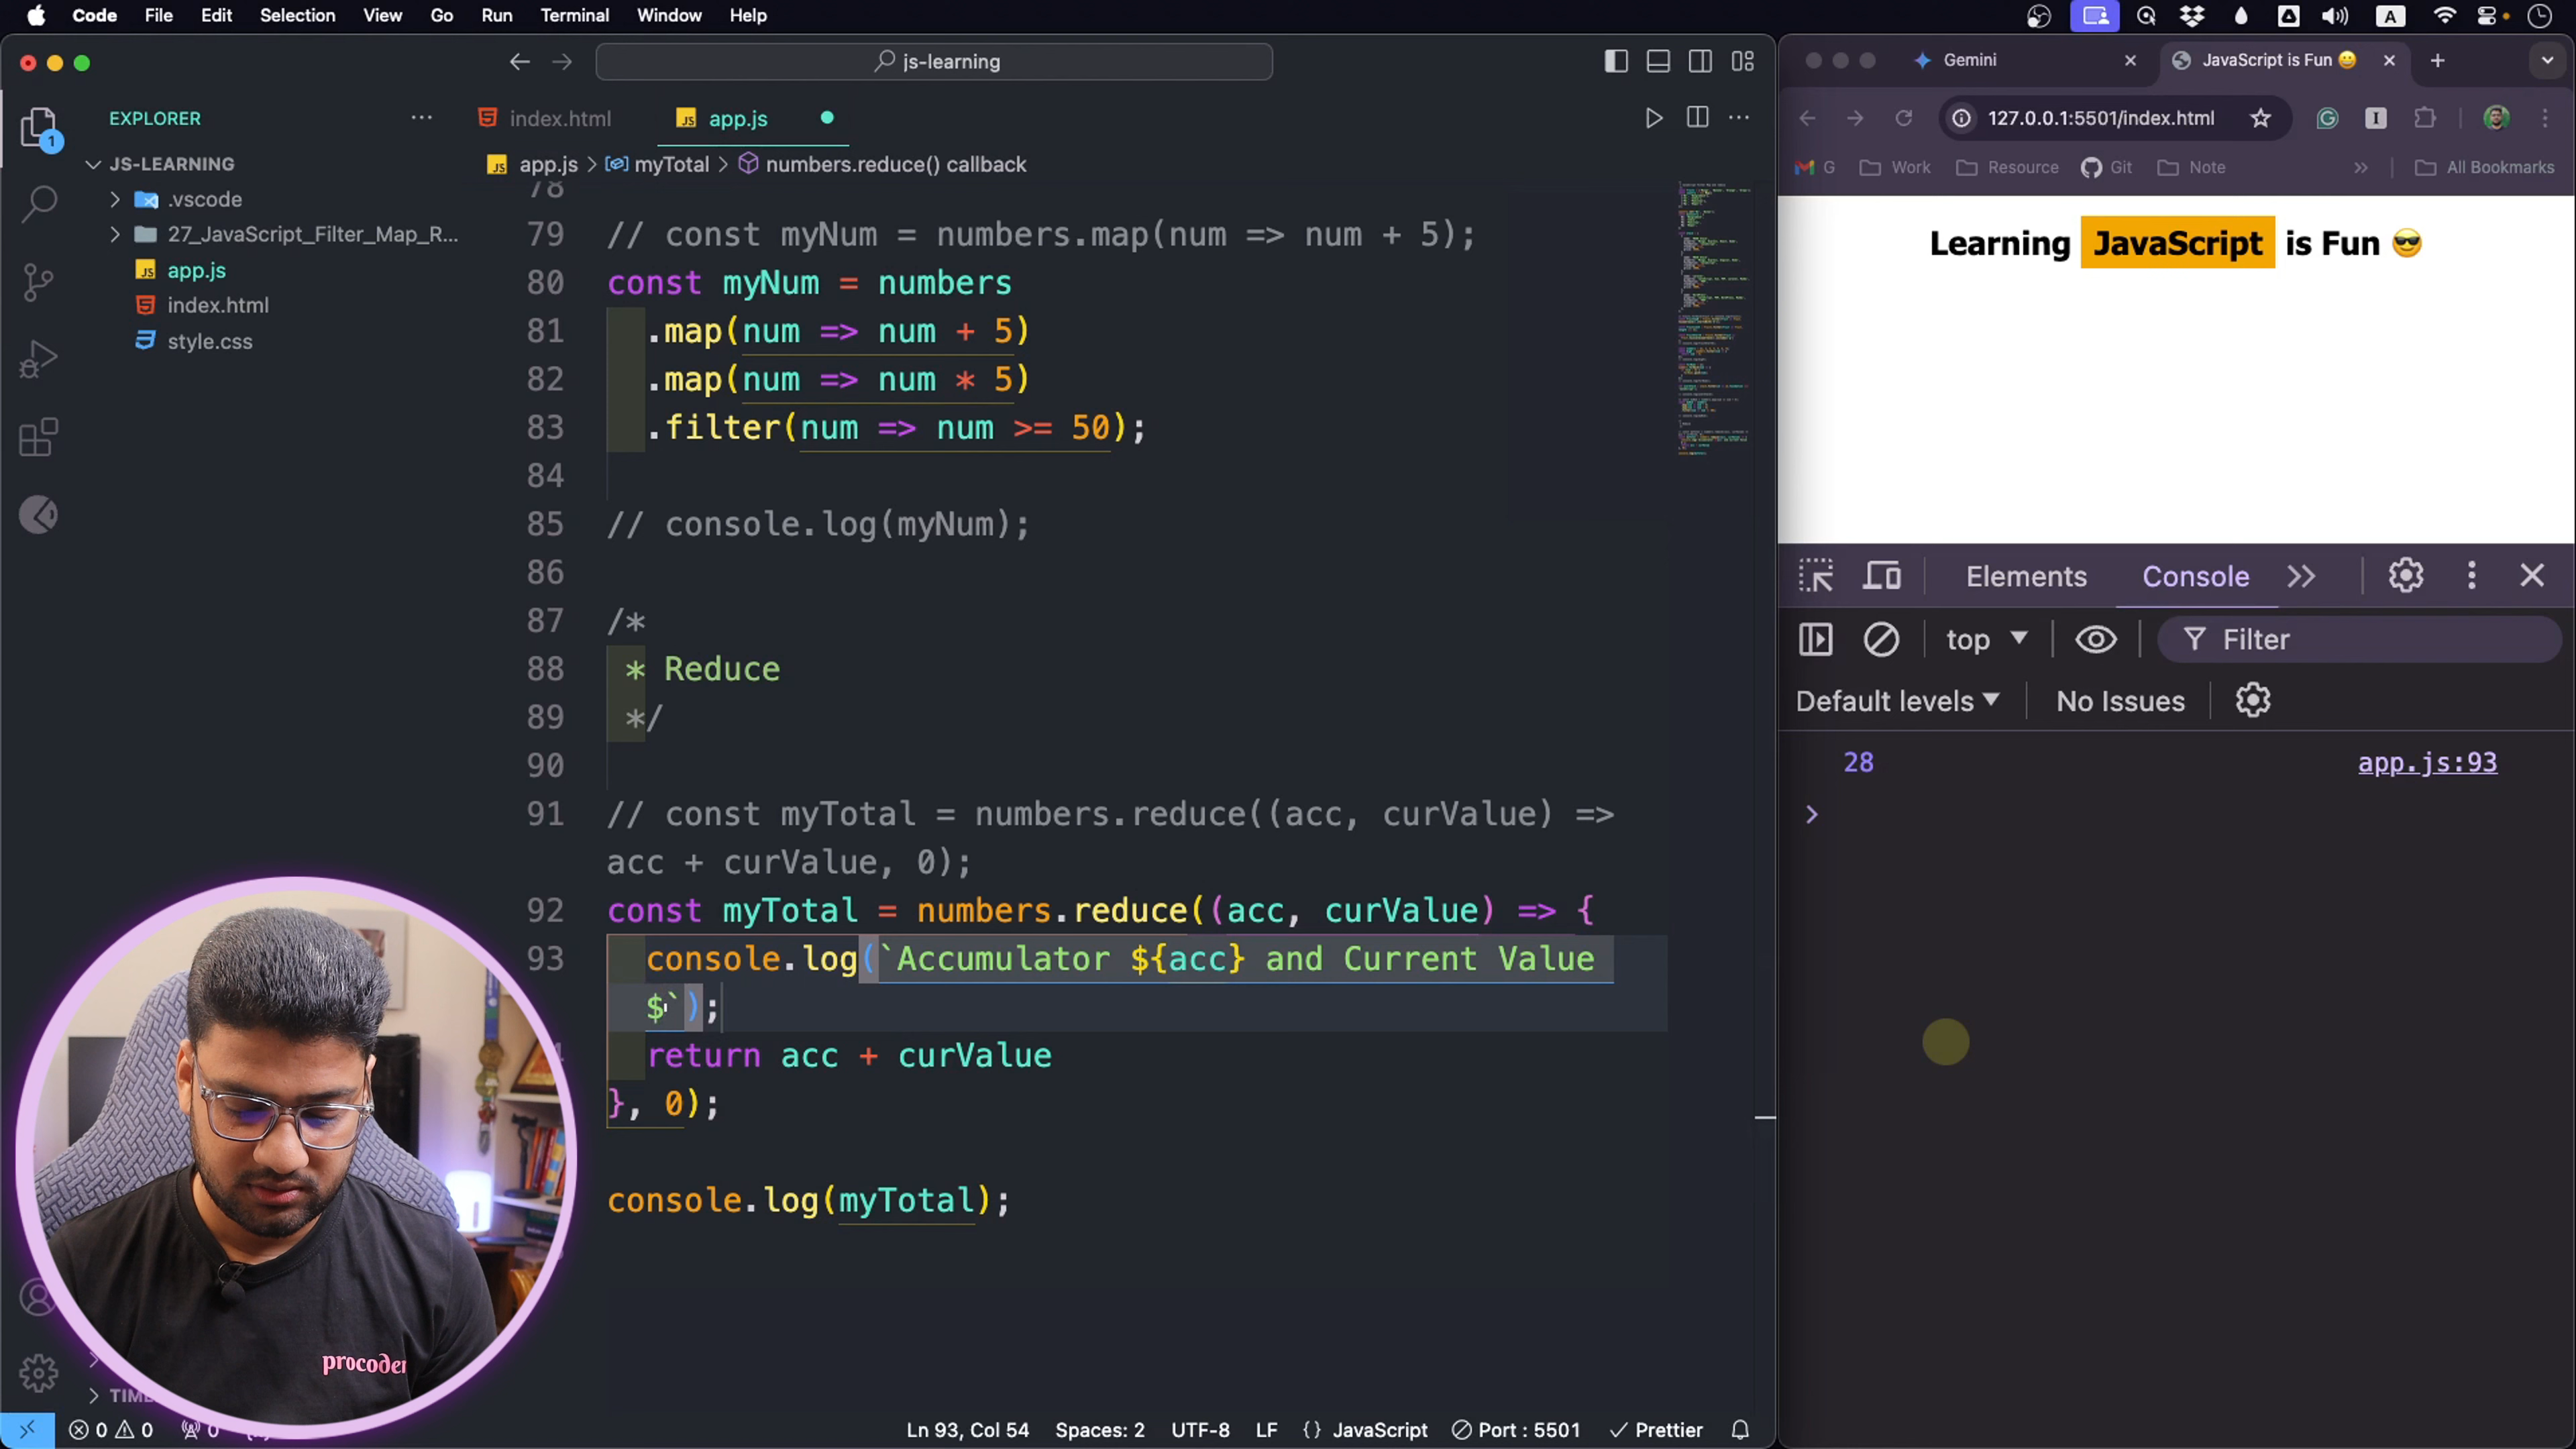 Code File Edit Selection View Go Run Terminal Window Help
js-learning
EXPLORER
JS-LEARNING
.vscode
27_JavaScript_Filter_Map_R...
app.js
index.html
style.css
1
index.html app.js
app.js > myTotal > numbers.reduce() callback
78
79 // const myNum = numbers.map(num => num + 5);
80 const myNum = numbers
81 .map(num => num + 5)
82 .map(num => num * 5)
83 .filter(num => num >= 50);
84
85 // console.log(myNum);
86
87 /*
88 * Reduce
89 */
90
91 // const myTotal = numbers.reduce((acc, curValue) =>
acc + curValue, 0);
92 const myTotal = numbers.reduce((acc, curValue) => {
93 console.log(`Accumulator ${acc} and Current Value
$`);
return acc + curValue
}, 0);
console.log(myTotal);
procoder
0 0 0
Ln 93, Col 54 Spaces: 2 UTF-8 LF {} JavaScript Port : 5501 Prettier
Gemini JavaScript is Fun 😀
127.0.0.1:5501/index.html
G Work Resource Git Note » All Bookmarks
Learning JavaScript is Fun 😎
Elements Console
top Filter
Default levels No Issues
28 app.js:93